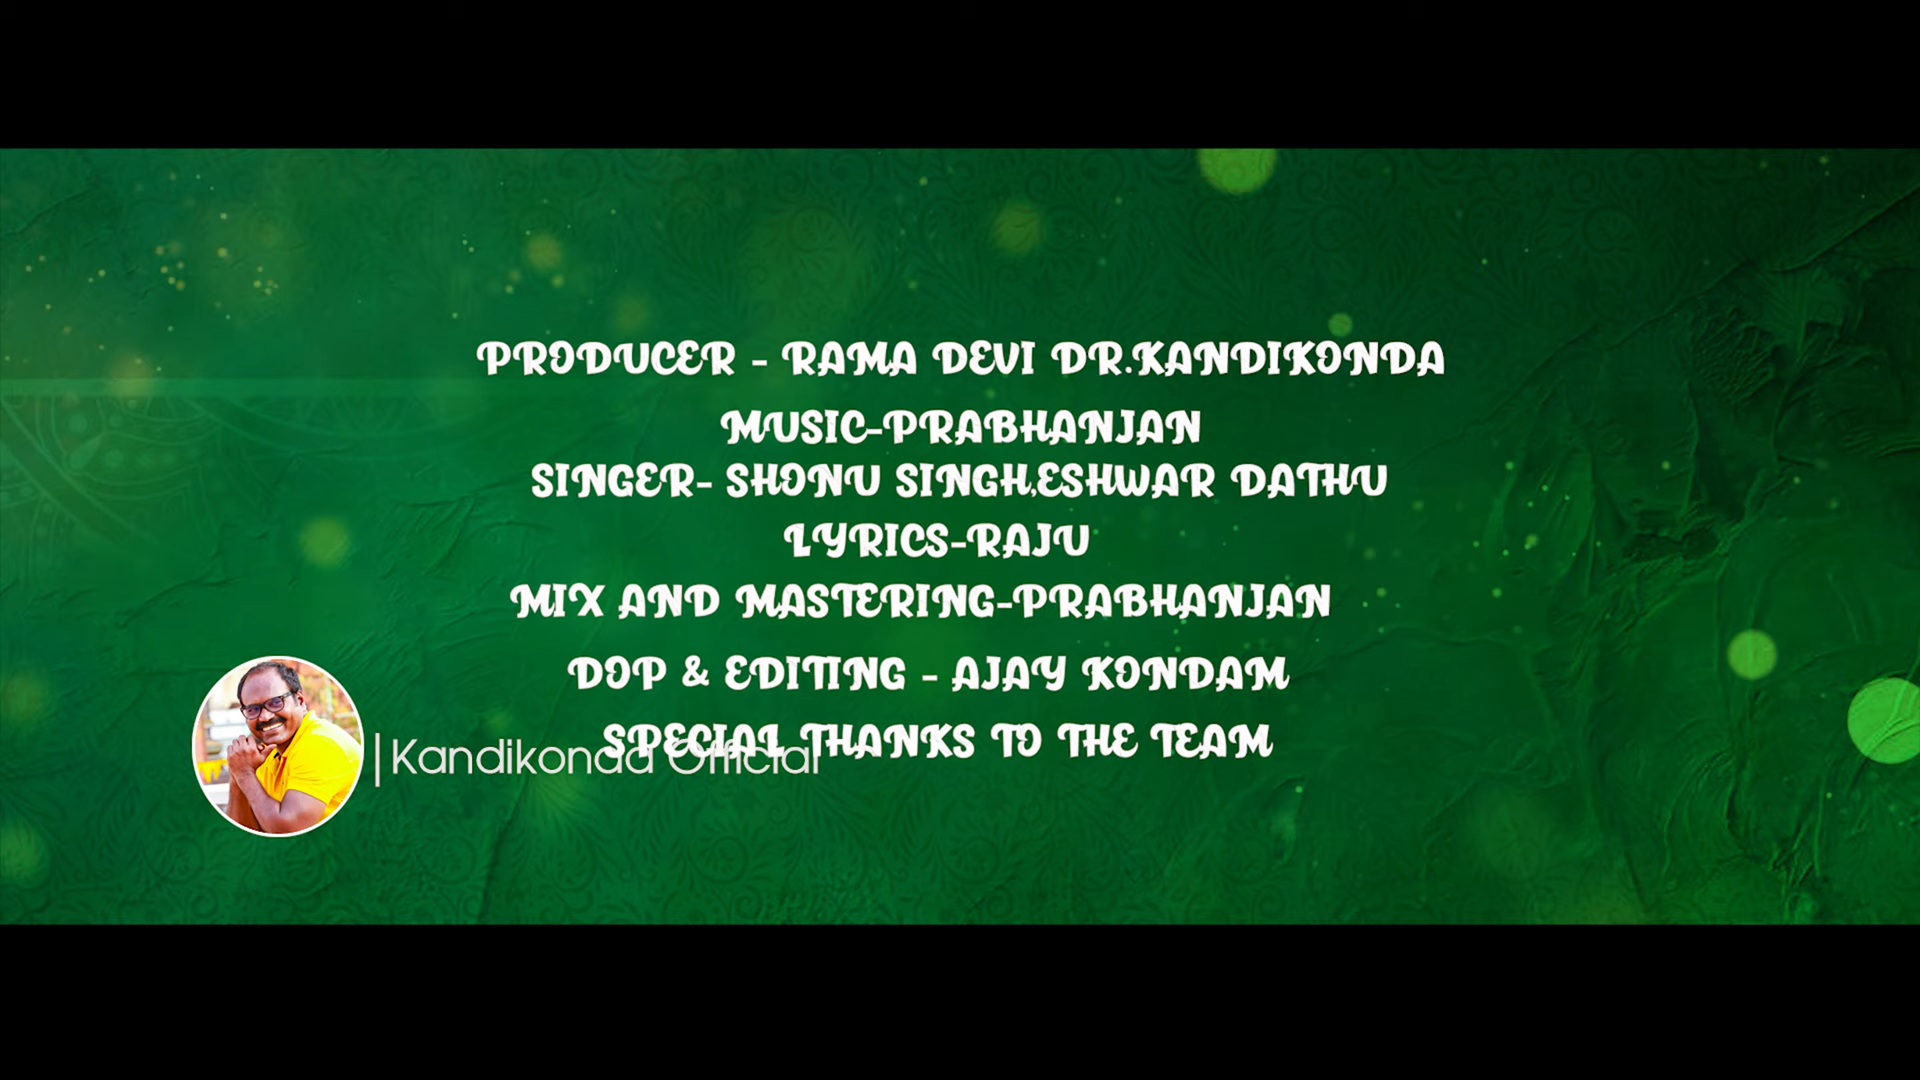 PRODUCER - RAMA DEVI DR.KANDIKONDA
MUSIC-PRABHANJAN
SINGER- SHONU SINGH,ESHWAR DATHU
LYRICS-RAJU
MIX AND MASTERING-PRABHANJAN
DOP & EDITING - AJAY KONDAM
SPECIAL THANKS TO THE TEAM
|Kandikonda Official